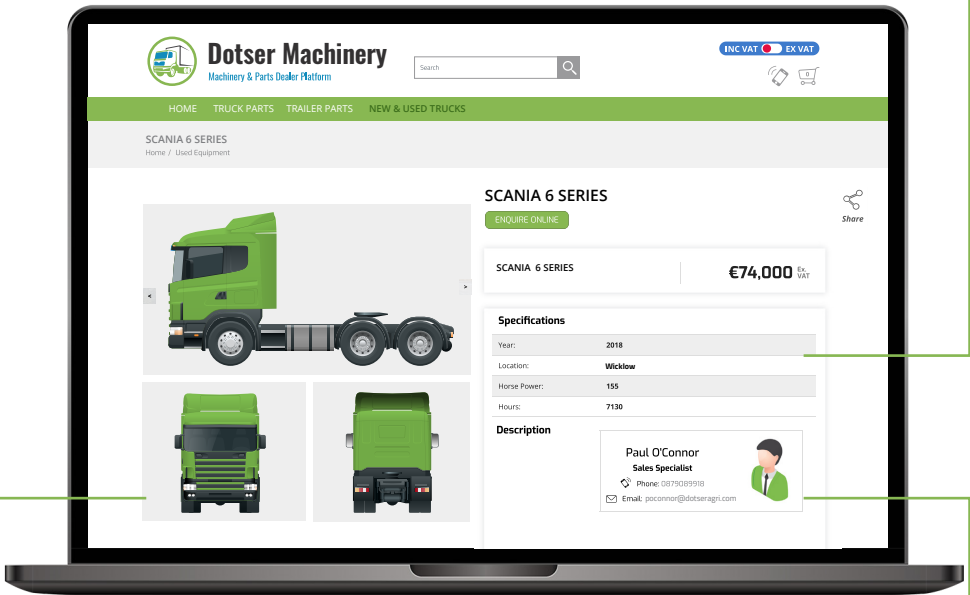 Dotser Machinery
Machinery & Parts Dealer Platform
Search
INC VAT EX VAT
0
HOME TRUCK PARTS TRAILER PARTS NEW & USED TRUCKS
SCANIA 6 SERIES
Home / Used Equipment
SCANIA 6 SERIES
ENQUIRE ONLINE
Share
SCANIA 6 SERIES
€74,000 Ex. VAT
< >
Specifications
Year: 2018
Location: Wicklow
Horse Power: 155
Hours: 7130
Description
Paul O'Connor
Sales Specialist
Phone: 0879089918
Email: poconnor@dotseragri.com